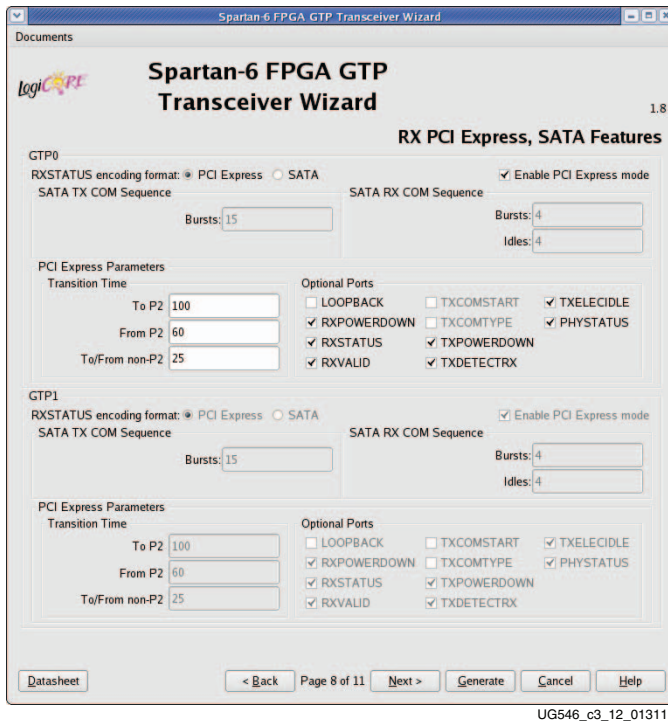 Spartan-6 FPGA GTP Transceiver Wizard
Documents
LogiCORE
Spartan-6 FPGA GTP
Transceiver Wizard
1.8
RX PCI Express, SATA Features
GTP0
RXSTATUS encoding format: PCI Express SATA Enable PCI Express mode
SATA TX COM Sequence SATA RX COM Sequence
Bursts: 15 Bursts: 4
Idles: 4
PCI Express Parameters
Transition Time Optional Ports
To P2 100 LOOPBACK TXCOMSTART TXELECIDLE
From P2 60 RXPOWERDOWN TXCOMTYPE PHYSTATUS
RXSTATUS TXPOWERDOWN
To/From non-P2 25 RXVALID TXDETECTRX
GTP1
RXSTATUS encoding format: PCI Express SATA Enable PCI Express mode
SATA TX COM Sequence SATA RX COM Sequence
Bursts: 15 Bursts: 4
Idles: 4
PCI Express Parameters
Transition Time Optional Ports
To P2 100 LOOPBACK TXCOMSTART TXELECIDLE
From P2 60 RXPOWERDOWN TXCOMTYPE PHYSTATUS
RXSTATUS TXPOWERDOWN
To/From non-P2 25 RXVALID TXDETECTRX
Datasheet < Back Page 8 of 11 Next > Generate Cancel Help
UG546_c3_12_01311